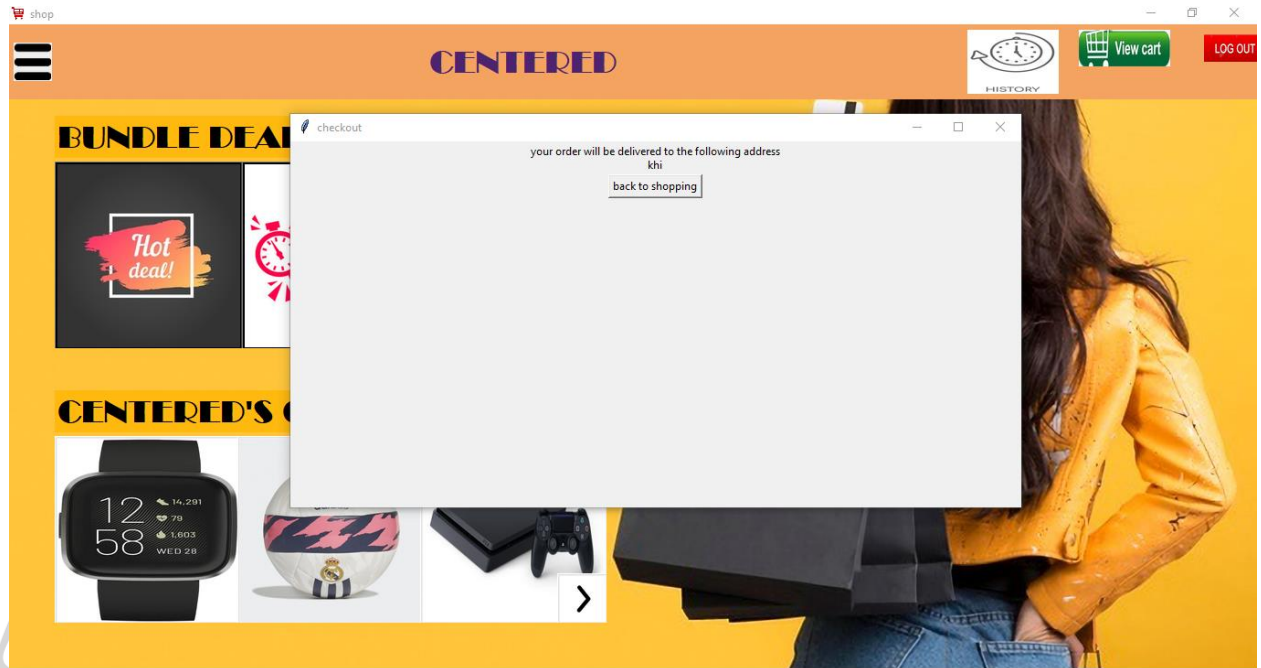 shop
CENTERED
HISTORY
View cart
LOG OUT
BUNDLE DEA
checkout
your order will be delivered to the following address
khi
back to shopping
Hot
deal!
CENTERED'S
12
58
14,291
79
1,603
WED 28